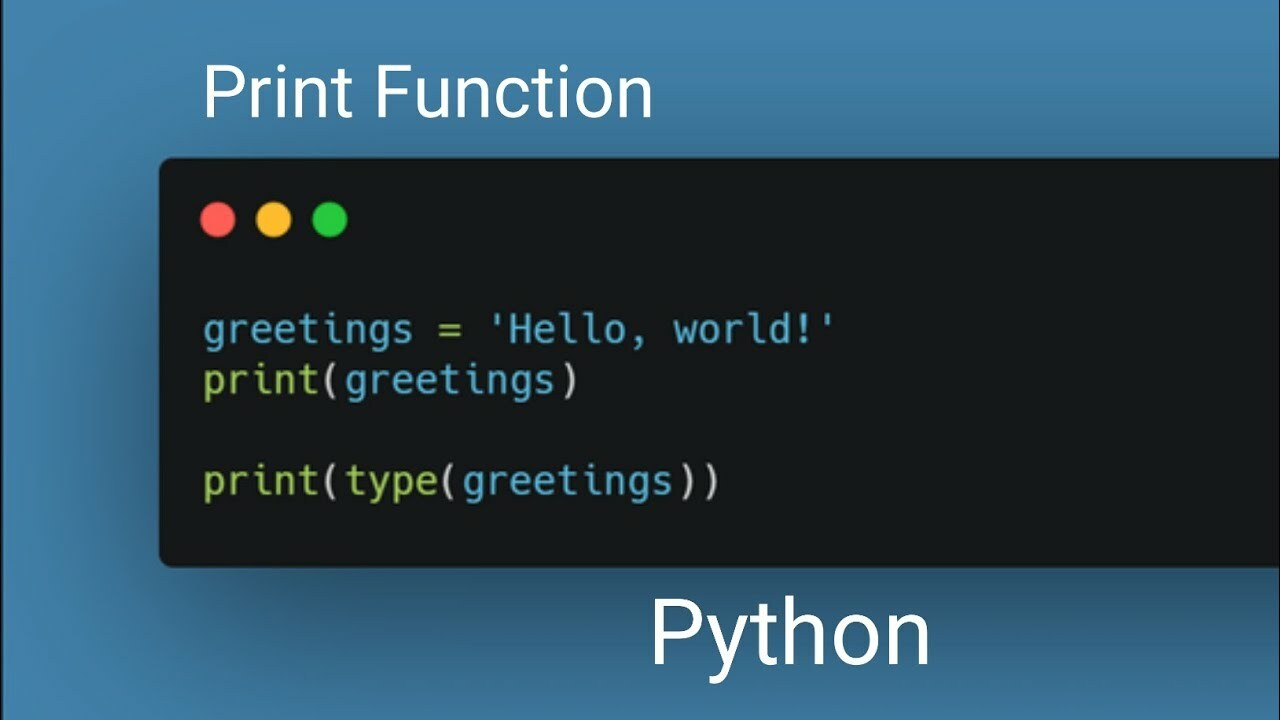 Print Function
greetings = 'Hello, world!'
print(greetings)
print(type(greetings))
Python